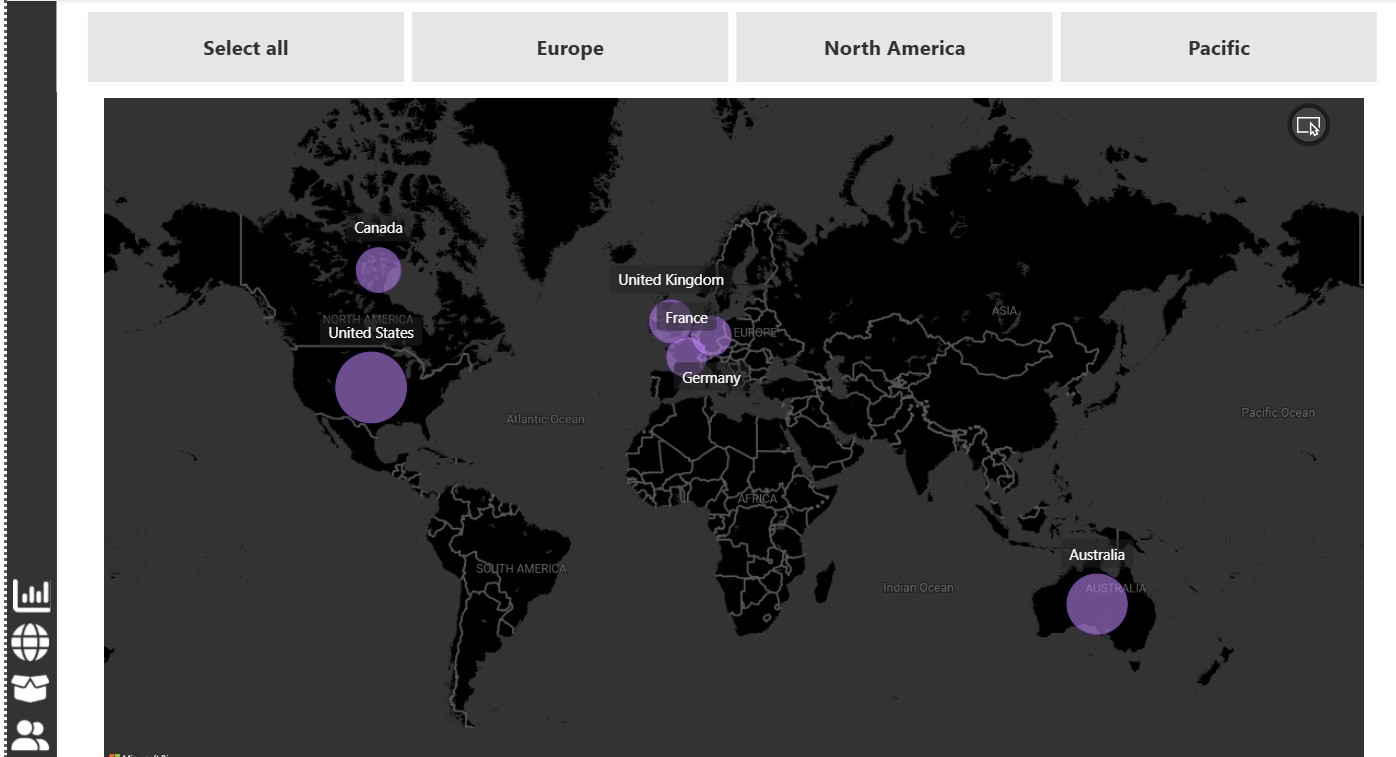 Select all
Europe
North America
Pacific
Canada
United Kingdom
NORTH AMERICA
France
ASIA
United States
EUROPE
Germany
Atlantic Ocean
Pacific Ocean
AFRICA
Australia
SOUTH AMERICA
Indian Ocean
AUSTRALIA